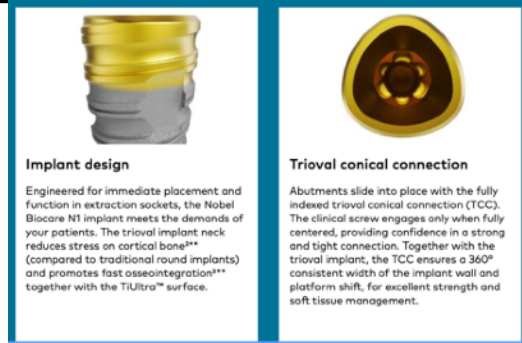 Implant design
Engineered for immediate placement and
function in extraction sockets, the Nobel
Biocare N1 implant meets the demands of
your patients. The trioval implant neck
reduces stress on cortical bone²**
(compared to traditional round implants)
and promotes fast osseointegration³**
together with the TiUltra™ surface.
Trioval conical connection
Abutments slide into place with the fully
indexed trioval conical connection (TCC).
The clinical screw engages only when fully
centered, providing confidence in a strong
and tight connection. Together with the
trioval implant, the TCC ensures a 360°
consistent width of the implant wall and
platform shift, for excellent strength and
soft tissue management.